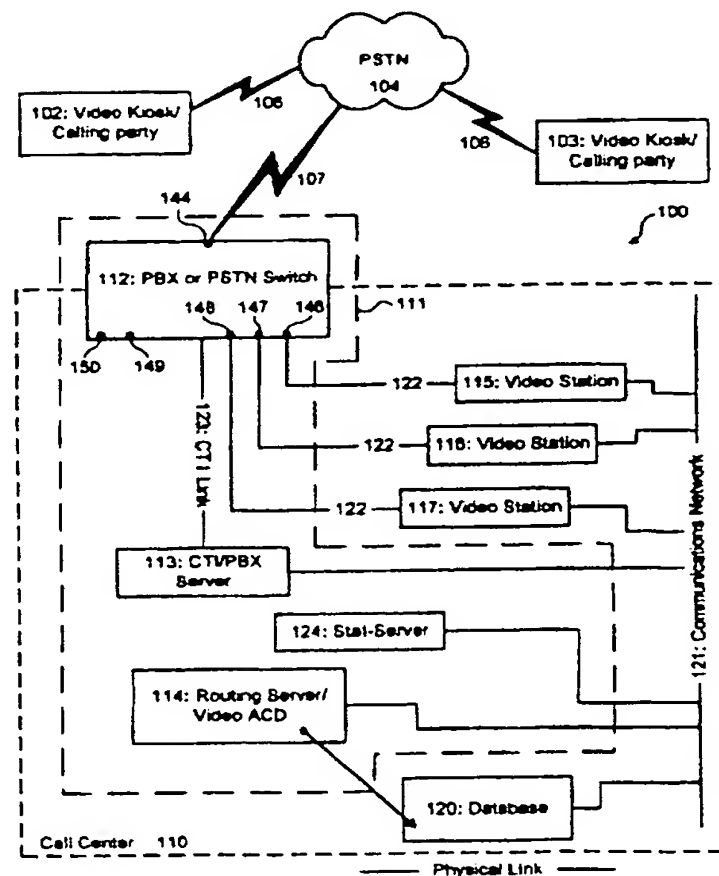 PSTN
104
106
102: Video Kiosk/
Calling party
108
103: Video Kiosk/
Calling party
107
144
100
112: PBX or PSTN Switch
148
147
146
111
150
149
122
115: Video Station
122
116: Video Station
122
117: Video Station
123: CTI Link
121: Communications Network
113: CTI/PBX
Server
124: Stat-Server
114: Routing Server/
Video ACD
120: Database
Call Center 110
Physical Link